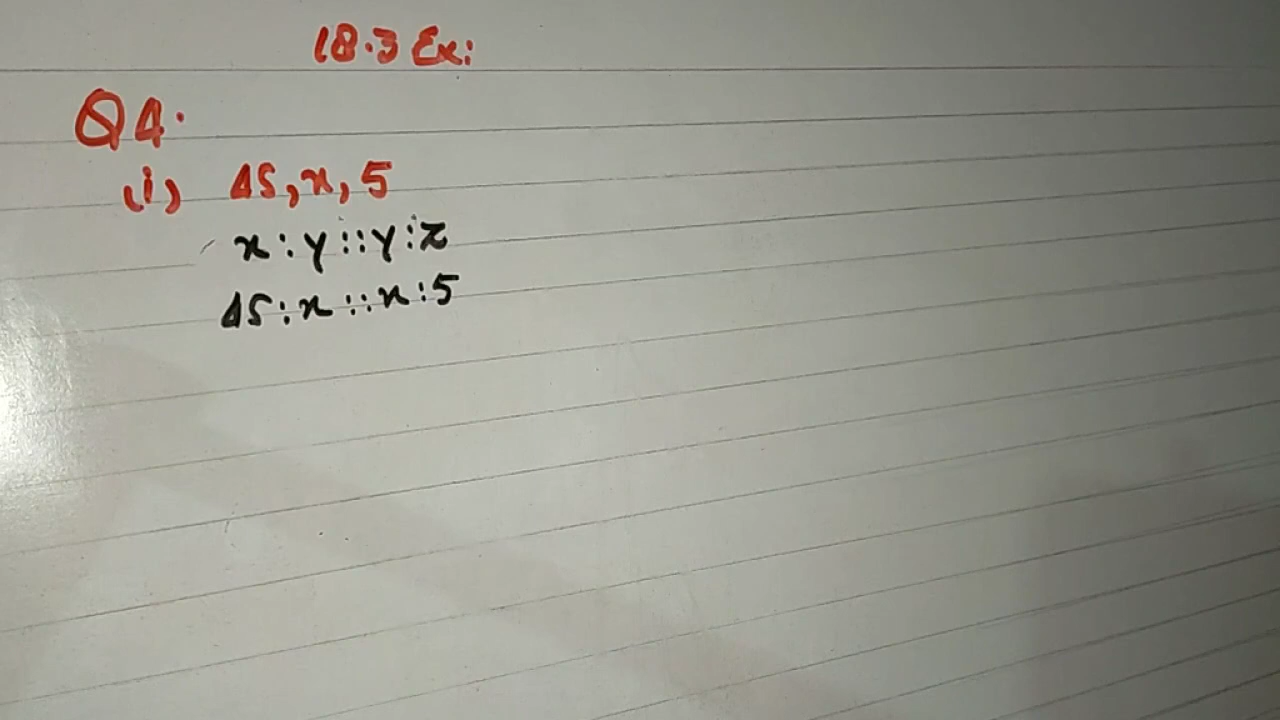 18.3 Ex:
Q4.
(i) 45, x, 5
x : y :: y : z
45 : x :: x : 5